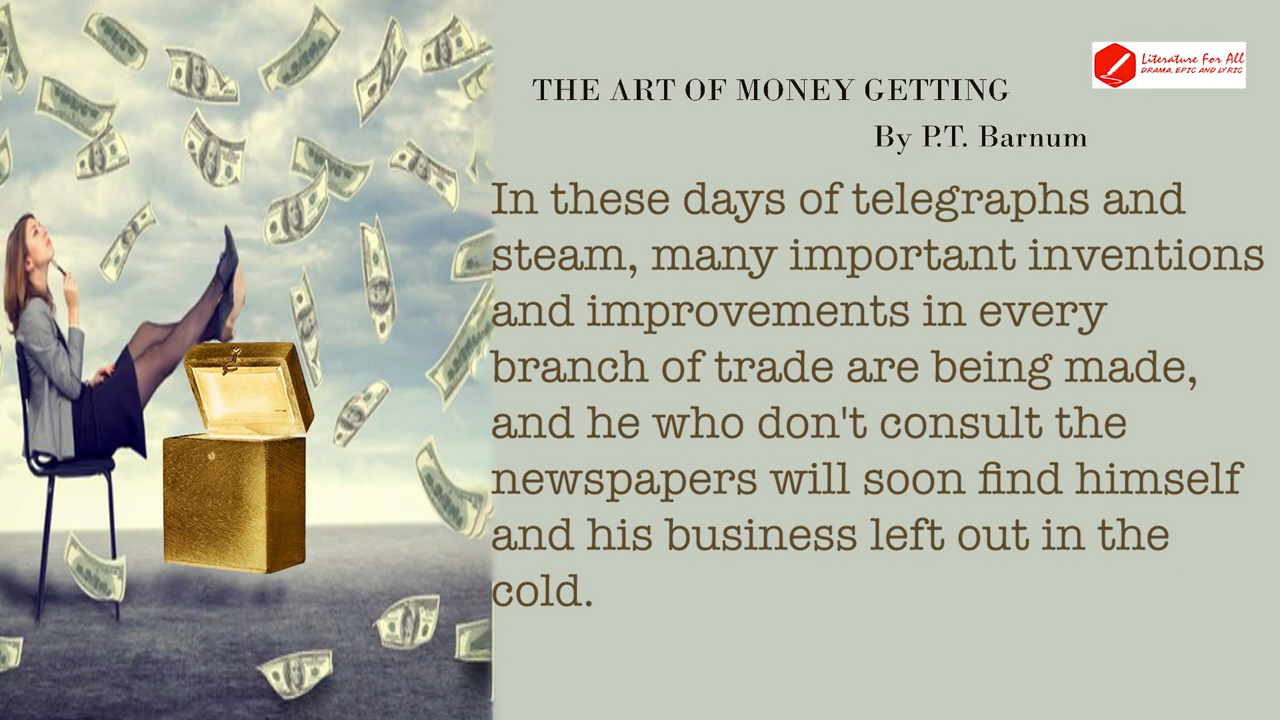 Literature For All
DRAMA, EPIC AND LYRIC
THE ART OF MONEY GETTING
By P.T. Barnum
In these days of telegraphs and
steam, many important inventions
and improvements in every
branch of trade are being made,
and he who don't consult the
newspapers will soon find himself
and his business left out in the
cold.